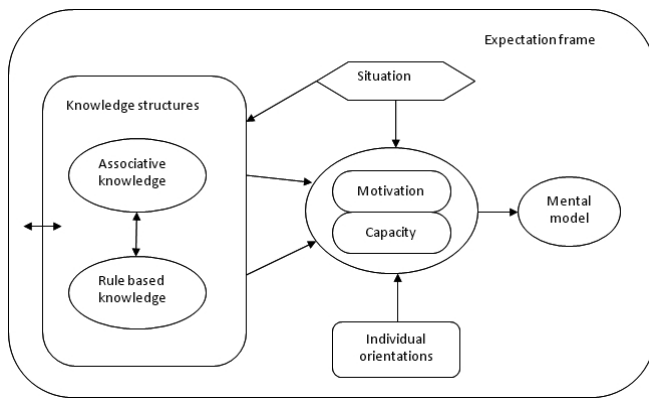 Expectation frame
Situation
Knowledge structures
Associative
knowledge
Motivation
Capacity
Mental
model
Rule based
knowledge
Individual
orientations